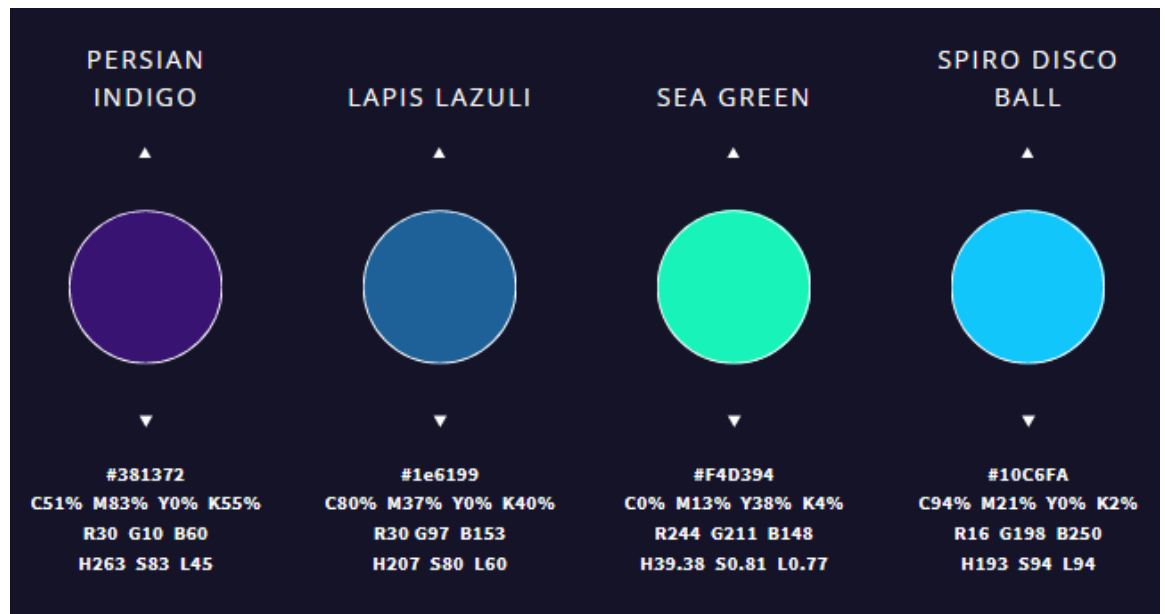 PERSIAN
INDIGO
▲
▼
#381372
C51% M83% Y0% K55%
R30 G10 B60
H263 S83 L45
LAPIS LAZULI
▲
▼
#1e6199
C80% M37% Y0% K40%
R30 G97 B153
H207 S80 L60
SEA GREEN
▲
▼
#F4D394
C0% M13% Y38% K4%
R244 G211 B148
H39.38 S0.81 L0.77
SPIRO DISCO
BALL
▲
▼
#10C6FA
C94% M21% Y0% K2%
R16 G198 B250
H193 S94 L94